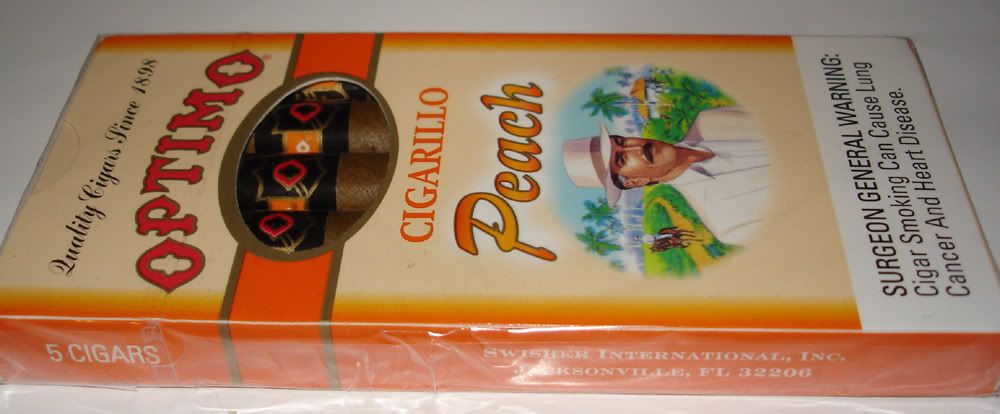 Quality Cigars Since 1898
OPTIMO®
CIGARILLO
Peach
SURGEON GENERAL WARNING:
Cigar Smoking Can Cause Lung
Cancer And Heart Disease.
5 CIGARS
SWISHER INTERNATIONAL, INC.
JACKSONVILLE, FL 32206